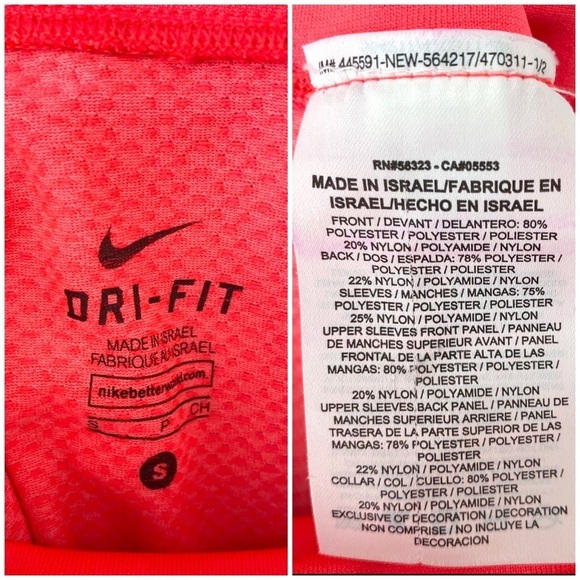 DRI-FIT
MADE IN ISRAEL
FABRIQUE AU ISRAEL
nikebetterworld.com
S P CH
S
IM# 445591-NEW-564217/470311-1/2
RN#56323 - CA#05553
MADE IN ISRAEL/FABRIQUE EN
ISRAEL/HECHO EN ISRAEL
FRONT / DEVANT / DELANTERO: 80%
POLYESTER / POLYESTER / POLIESTER
20% NYLON / POLYAMIDE / NYLON
BACK / DOS / ESPALDA: 78% POLYESTER /
POLYESTER / POLIESTER
22% NYLON / POLYAMIDE / NYLON
SLEEVES / MANCHES / MANGAS: 75%
POLYESTER / POLYESTER / POLIESTER
25% NYLON / POLYAMIDE / NYLON
UPPER SLEEVES FRONT PANEL / PANNEAU
DE MANCHES SUPERIEUR AVANT / PANEL
FRONTAL DE LA PARTE ALTA DE LAS
MANGAS: 80% POLYESTER / POLYESTER /
POLIESTER
20% NYLON / POLYAMIDE / NYLON
UPPER SLEEVES BACK PANEL / PANNEAU DE
MANCHES SUPERIEUR ARRIERE / PANEL
TRASERA DE LA PARTE SUPERIOR DE LAS
MANGAS: 78% POLYESTER / POLYESTER /
POLIESTER
22% NYLON / POLYAMIDE / NYLON
COLLAR / COL / CUELLO: 80% POLYESTER /
POLYESTER / POLIESTER
20% NYLON / POLYAMIDE / NYLON
EXCLUSIVE OF DECORATION / DECORATION
NON COMPRISE / NO INCLUYE LA
DECORACION